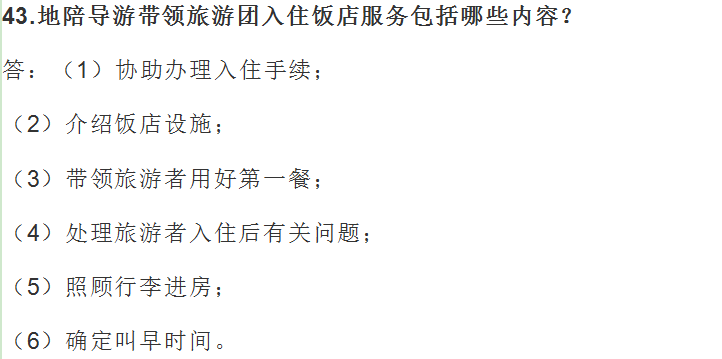 43.地陪导游带领旅游团入住饭店服务包括哪些内容？
答：（1）协助办理入住手续；
（2）介绍饭店设施；
（3）带领旅游者用好第一餐；
（4）处理旅游者入住后有关问题；
（5）照顾行李进房；
（6）确定叫早时间。